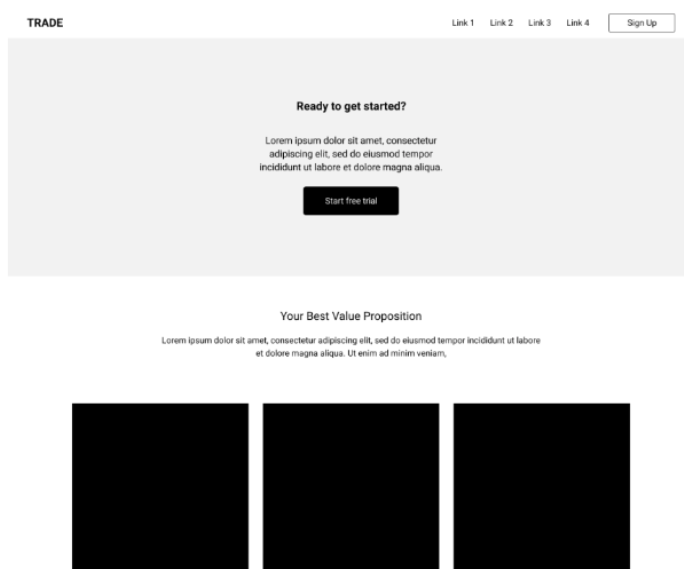 TRADE
Link 1 Link 2 Link 3 Link 4 Sign Up
Ready to get started?
Lorem ipsum dolor sit amet, consectetur
adipiscing elit, sed do eiusmod tempor
incididunt ut labore et dolore magna aliqua.
Start free trial
Your Best Value Proposition
Lorem ipsum dolor sit amet, consectetur adipiscing elit, sed do eiusmod tempor incididunt ut labore
et dolore magna aliqua. Ut enim ad minim veniam,